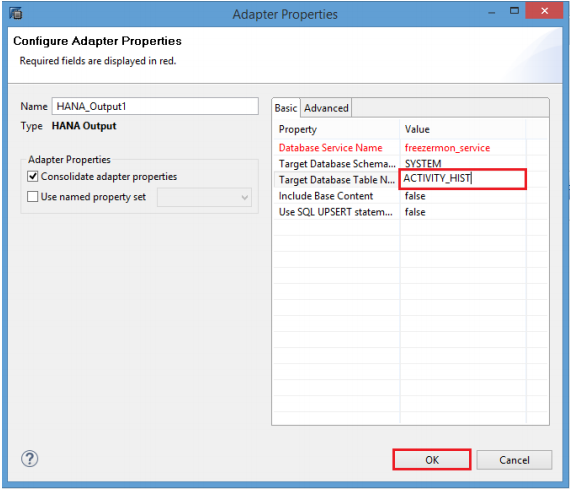 Adapter Properties
Configure Adapter Properties
Required fields are displayed in red.
Name HANA_Output1
Type HANA Output
Adapter Properties
Consolidate adapter properties
Use named property set
Basic Advanced
Property Value
Database Service Name freezermon_service
Target Database Schema... SYSTEM
Target Database Table N... ACTIVITY_HIST
Include Base Content false
Use SQL UPSERT statem... false
?
OK Cancel